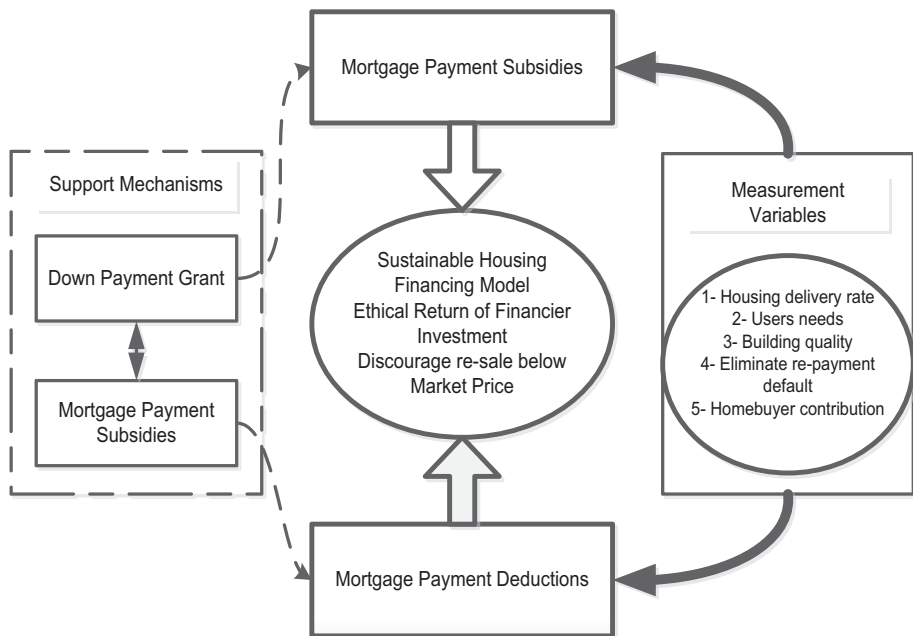 Mortgage Payment Subsidies
Support Mechanisms
Down Payment Grant
Mortgage Payment
Subsidies
Sustainable Housing
Financing Model
Ethical Return of Financier
Investment
Discourage re-sale below
Market Price
Measurement
Variables
1- Housing delivery rate
2- Users needs
3- Building quality
4- Eliminate re-payment
default
5- Homebuyer contribution
Mortgage Payment Deductions